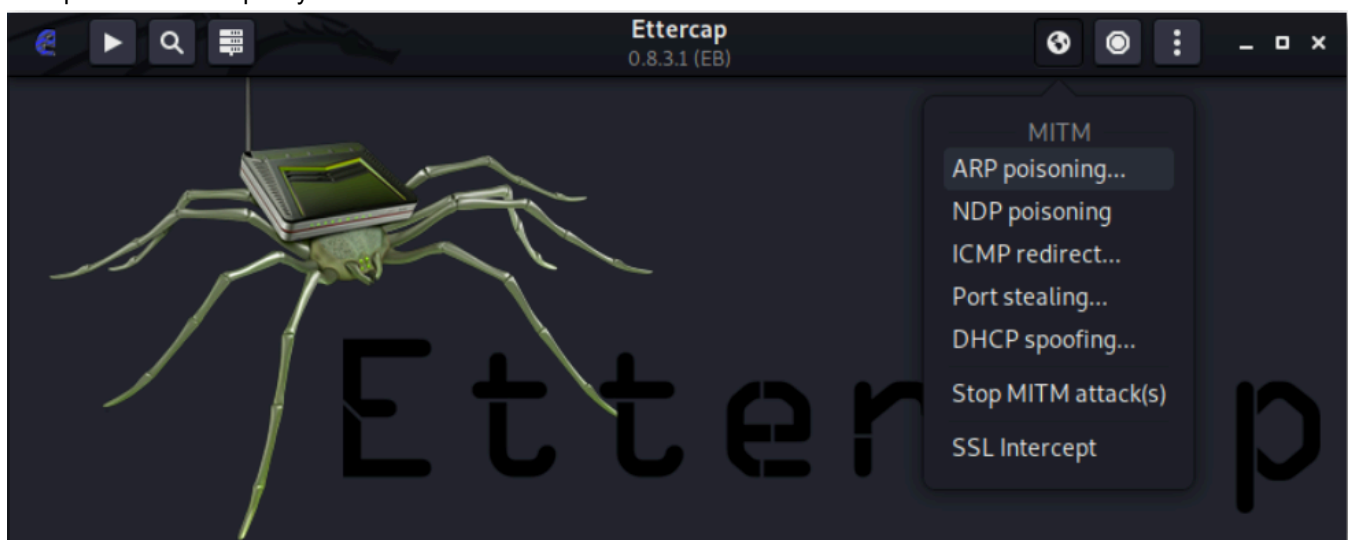 Ettercap
0.8.3.1 (EB)
MITM
ARP poisoning...
NDP poisoning
ICMP redirect...
Port stealing...
DHCP spoofing...
Stop MITM attack(s)
SSL Intercept
Etter p